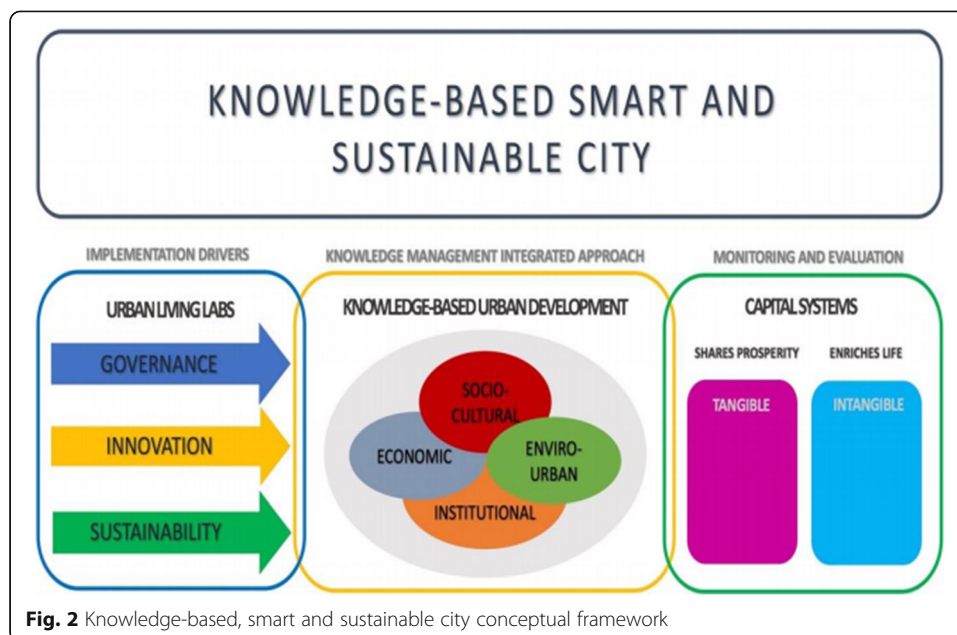 KNOWLEDGE-BASED SMART AND
SUSTAINABLE CITY
IMPLEMENTATION DRIVERS
URBAN LIVING LABS
GOVERNANCE
INNOVATION
SUSTAINABILITY
KNOWLEDGE MANAGEMENT INTEGRATED APPROACH
KNOWLEDGE-BASED URBAN DEVELOPMENT
SOCIO-
CULTURAL
ECONOMIC
ENVIRO-
URBAN
INSTITUTIONAL
MONITORING AND EVALUATION
CAPITAL SYSTEMS
SHARES PROSPERITY
TANGIBLE
ENRICHES LIFE
INTANGIBLE
Fig. 2 Knowledge-based, smart and sustainable city conceptual framework